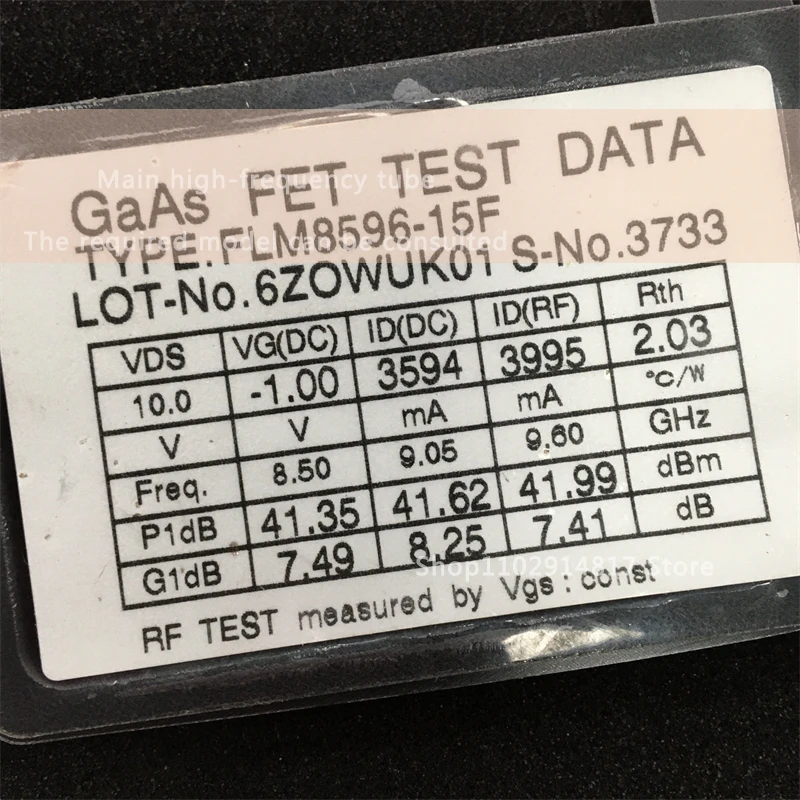 GaAs FET TEST DATA
Main high-frequency tube
TYPE:FLM8596-15F
The required model can be consulted
LOT-No.6ZOWUK01 S-No.3733
VDS VG(DC) ID(DC) ID(RF) Rth
10.0 -1.00 3594 3995 2.03
V V mA mA °C/W
Freq. 8.50 9.05 9.60 GHz
P1dB 41.35 41.62 41.99 dBm
G1dB 7.49 8.25 7.41 dB
Shop1102914817 Store
RF TEST measured by Vgs : const